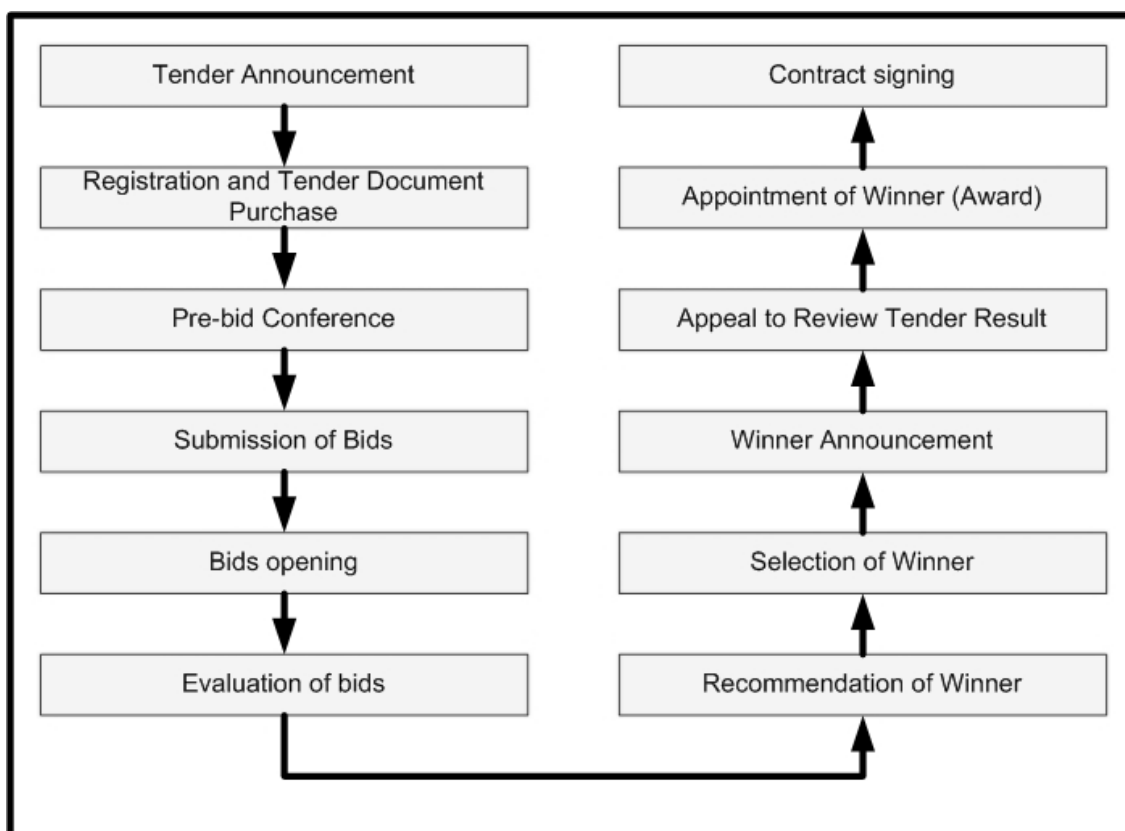 Tender Announcement
Registration and Tender Document
Purchase
Pre-bid Conference
Submission of Bids
Bids opening
Evaluation of bids
Recommendation of Winner
Selection of Winner
Winner Announcement
Appeal to Review Tender Result
Appointment of Winner (Award)
Contract signing